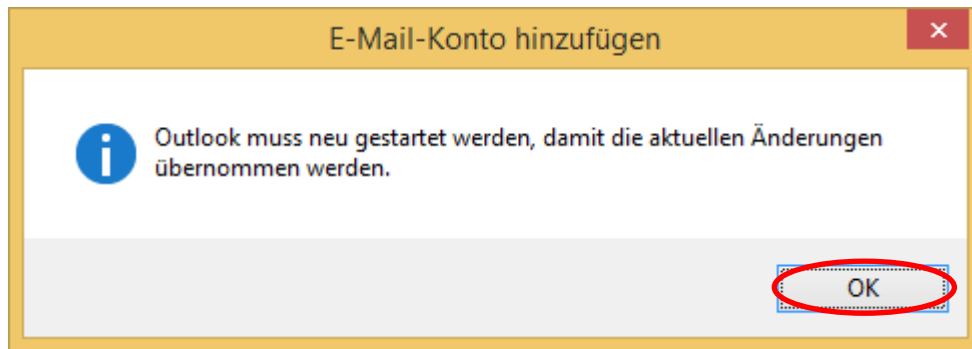 E-Mail-Konto hinzufügen
Outlook muss neu gestartet werden, damit die aktuellen Änderungen
übernommen werden.
OK